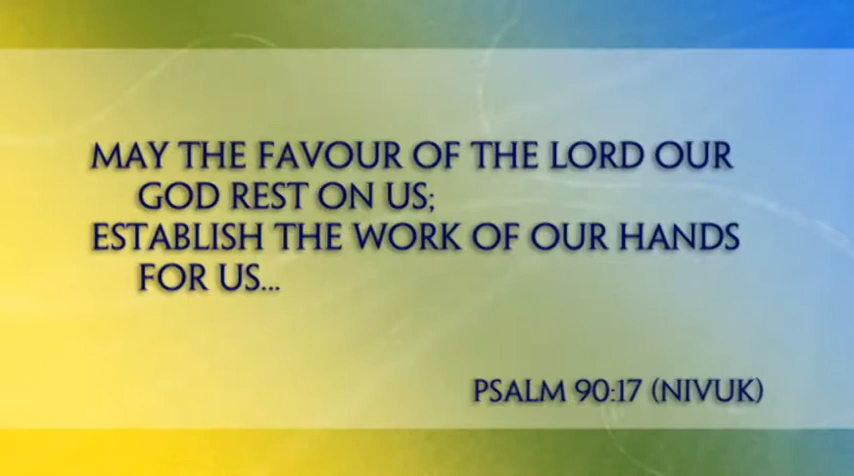 MAY THE FAVOUR OF THE LORD OUR
GOD REST ON US;
ESTABLISH THE WORK OF OUR HANDS
FOR US...
PSALM 90:17 (NIVUK)